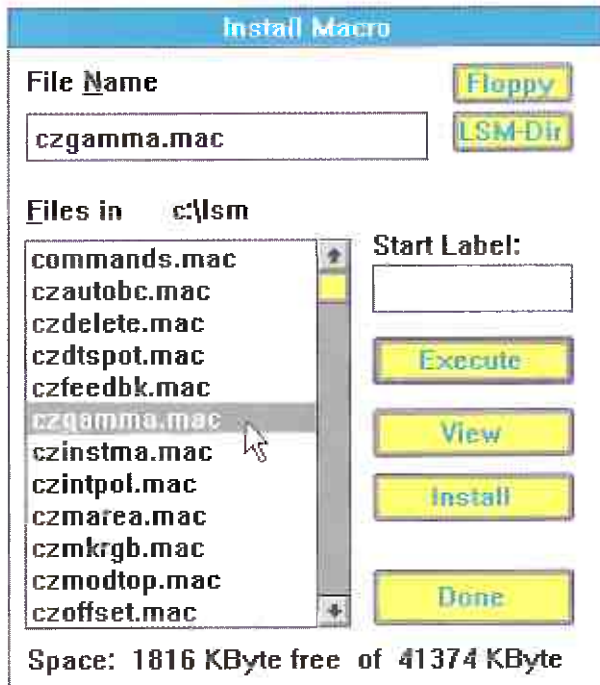 Install Macro
File Name
Floppy
czgamma.mac
LSM-Dir
Files in c:\lsm
Start Label:
commands.mac
czautobc.mac
czdelete.mac
czdtspot.mac
czfeedbk.mac
czgamma.mac
czinstma.mac
czintpol.mac
czmarea.mac
czmkrgb.mac
czmodtop.mac
czoffset.mac
Execute
View
Install
Done
Space: 1816 KByte free of 41374 KByte